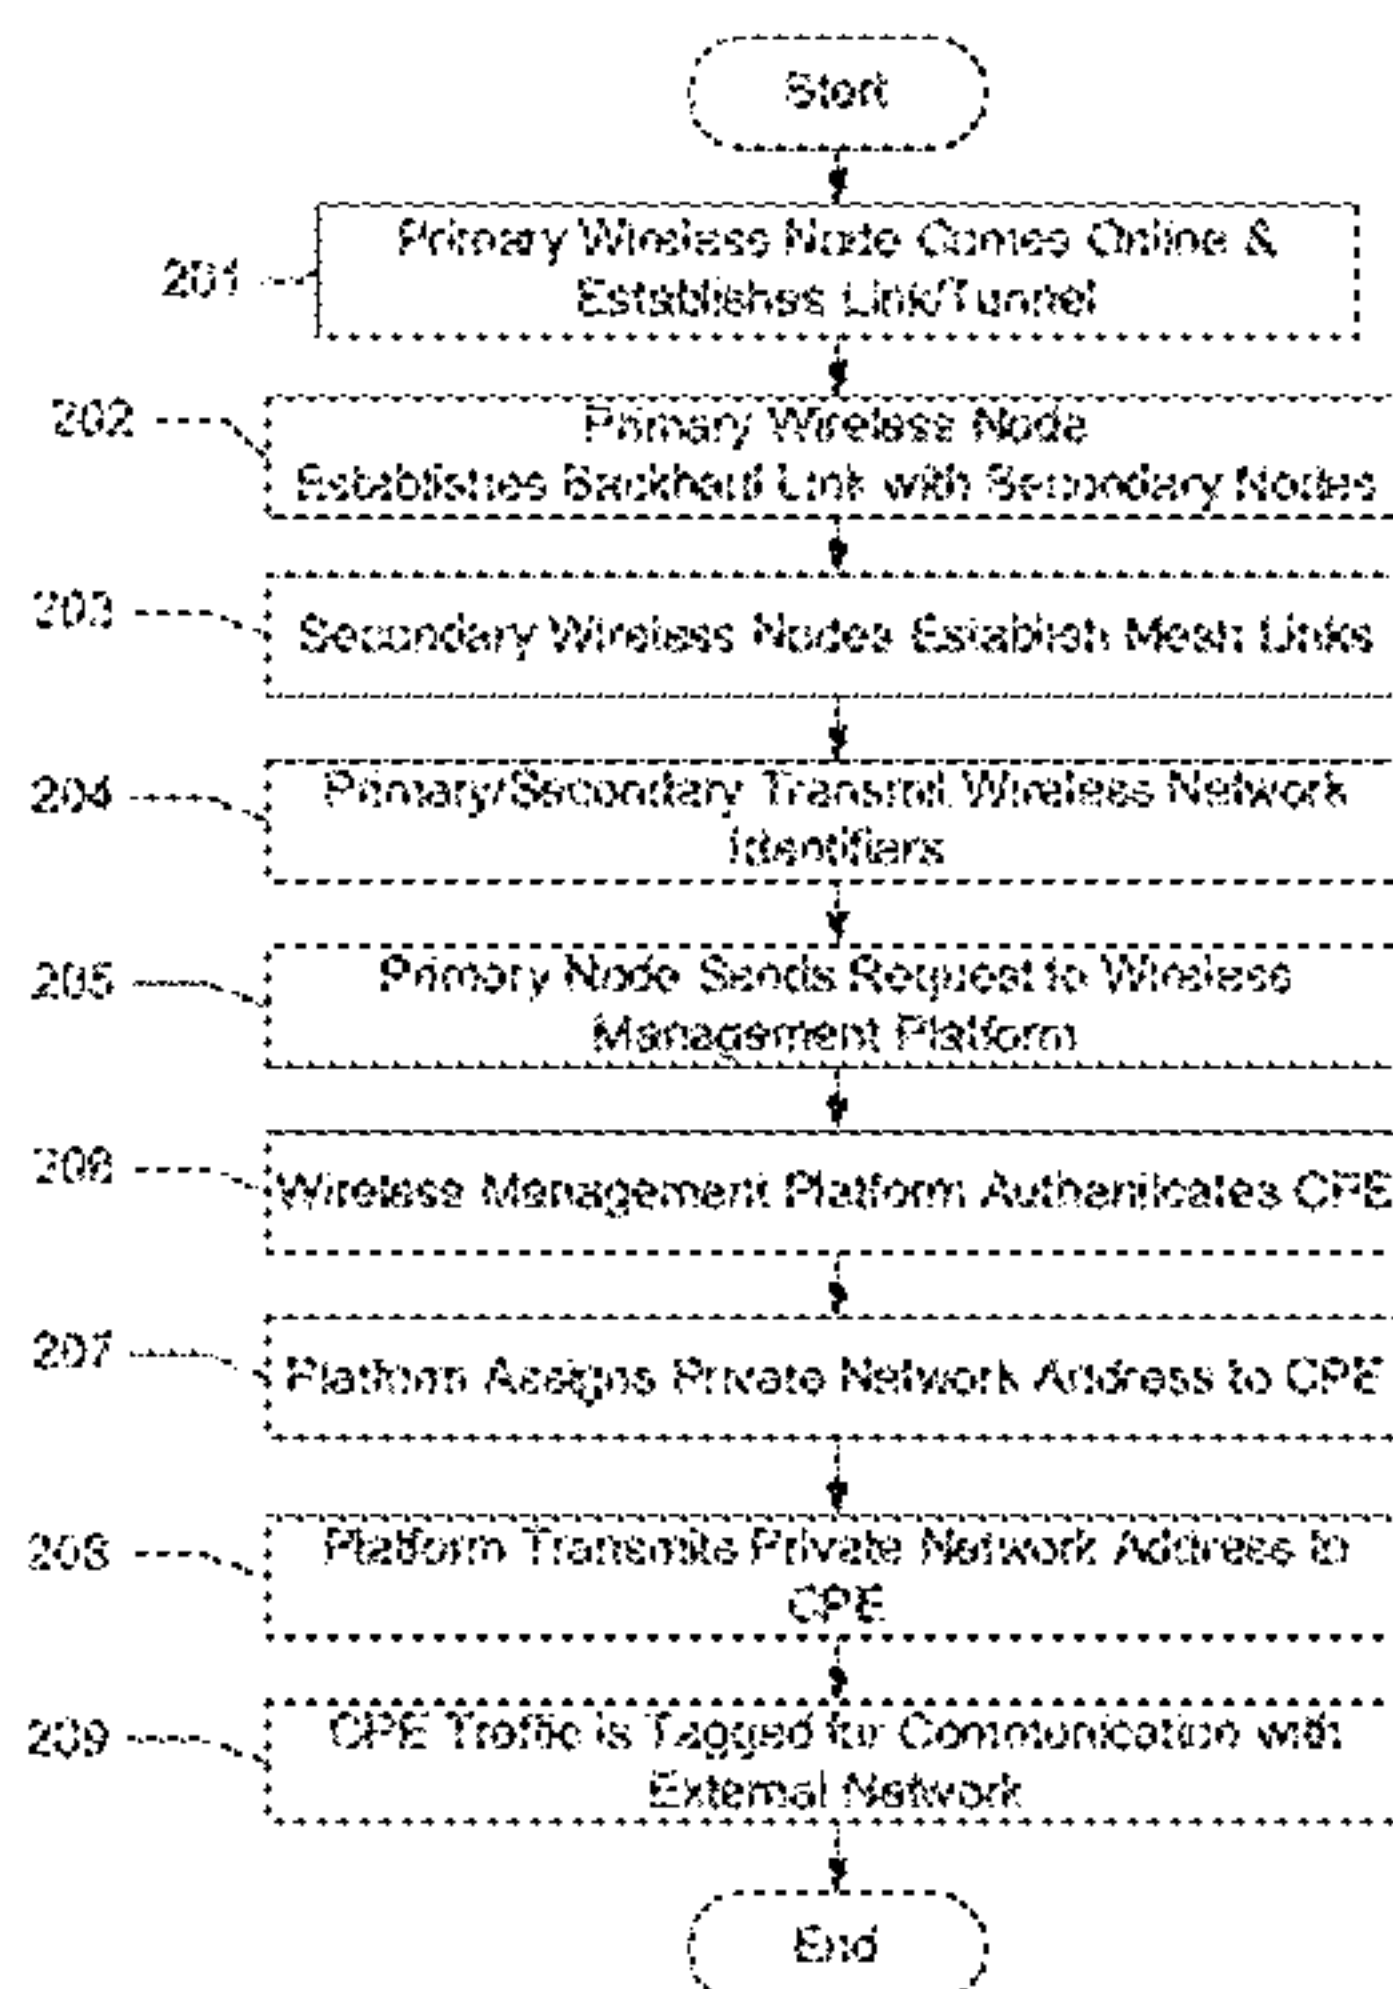 Start
201
Primary Wireless Node Comes Online &
Establishes Link/Tunnel
202
Primary Wireless Node
Establishes Backhaul Link with Secondary Nodes
203
Secondary Wireless Nodes Establish Mesh Links
204
Primary/Secondary Transmit Wireless Network
Identifiers
205
Primary Node Sends Request to Wireless
Management Platform
206
Wireless Management Platform Authenticates CPE
207
Platform Assigns Private Network Address to CPE
208
Platform Transmits Private Network Address to
CPE
209
CPE Traffic is Tagged for Communication with
External Network
End